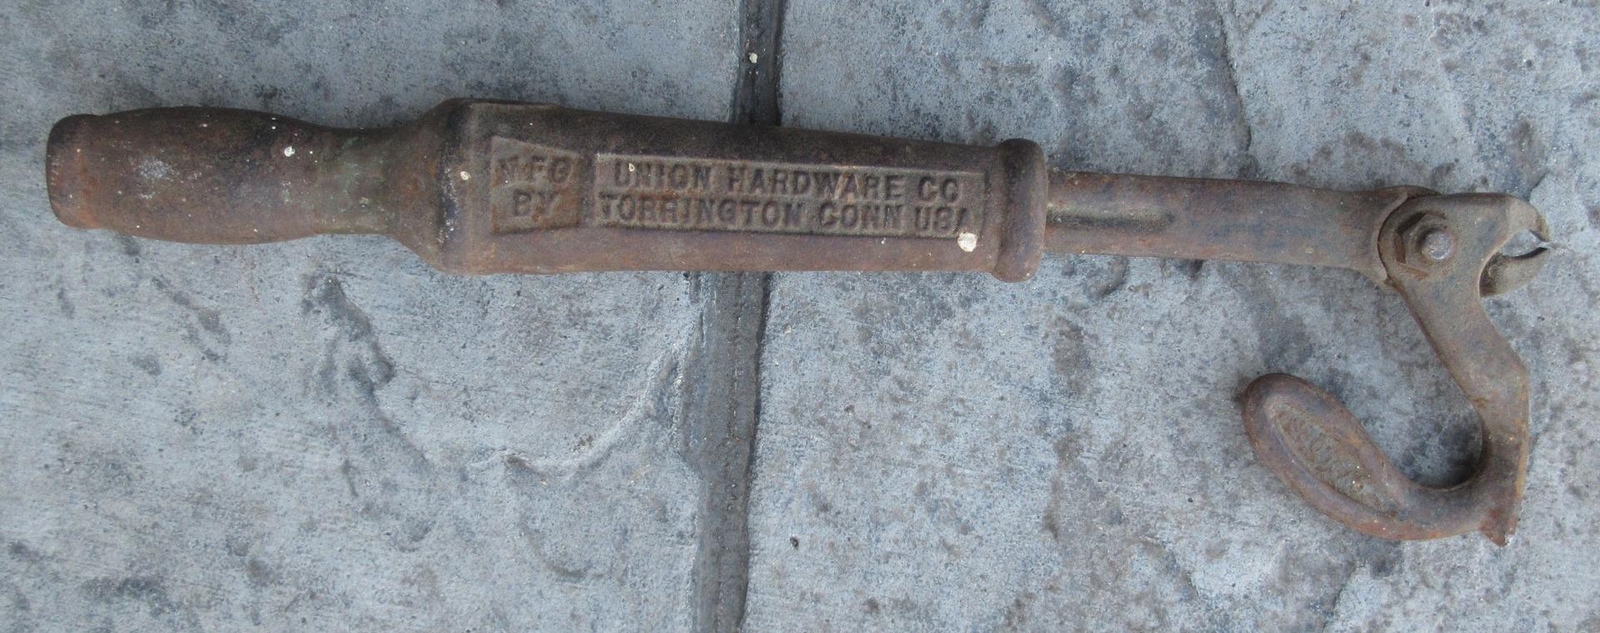 MFG
BY
UNION HARDWARE CO
TORRINGTON CONN USA